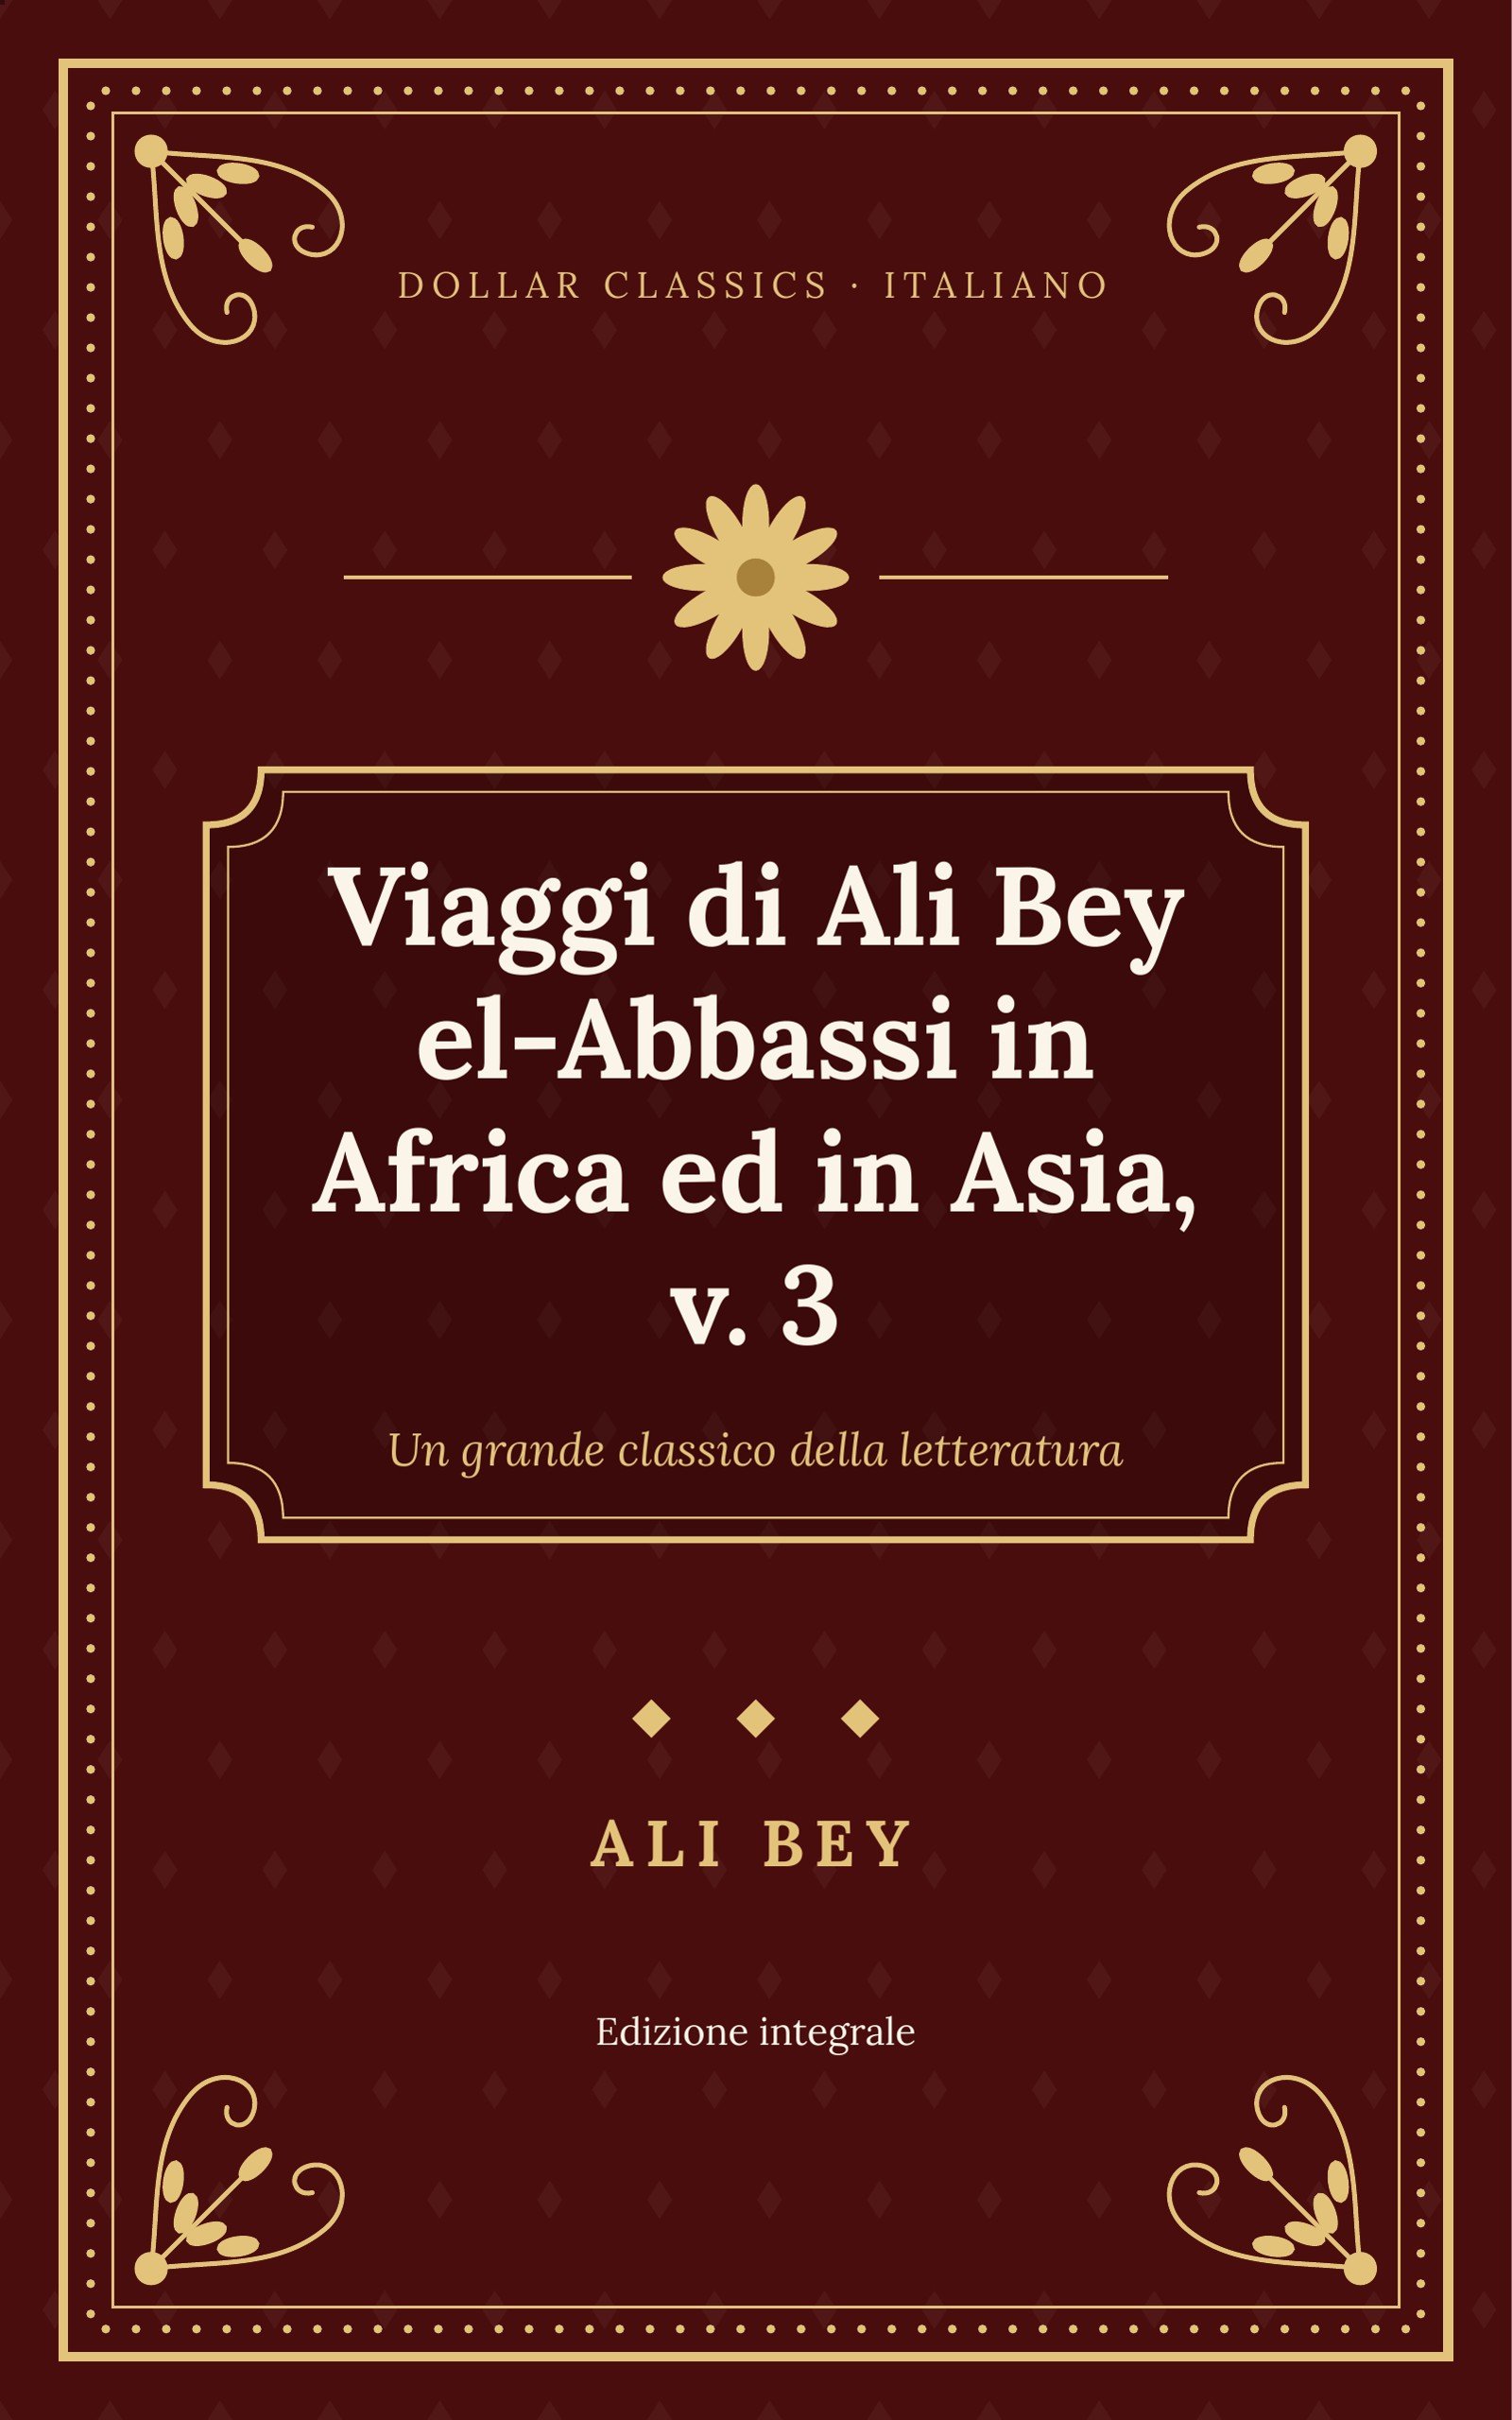 DOLLAR CLASSICS · ITALIANO
Viaggi di Ali Bey
el-Abbassi in
Africa ed in Asia,
v. 3
Un grande classico della letteratura
ALI BEY
Edizione integrale